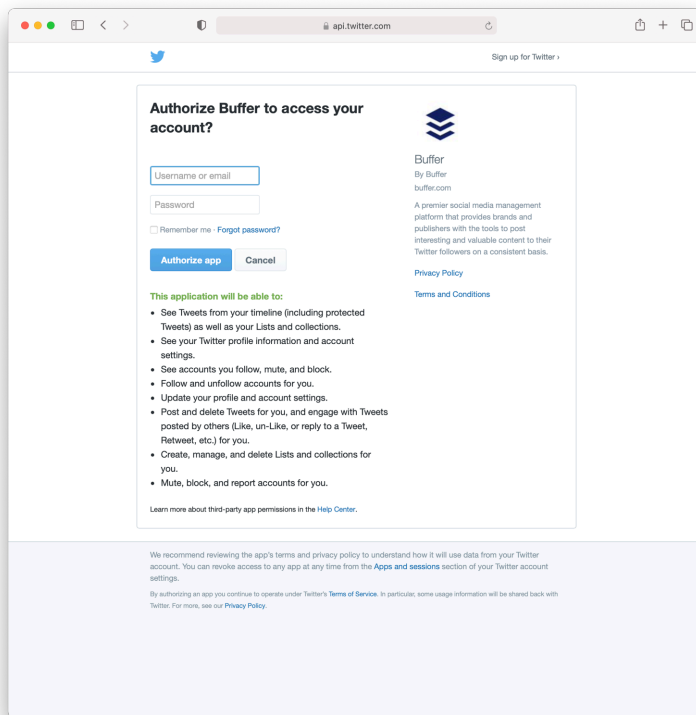 api.twitter.com
Sign up for Twitter ›
Authorize Buffer to access your
account?
Username or email
Password
Remember me · Forgot password?
Authorize app
Cancel
This application will be able to:
• See Tweets from your timeline (including protected
Tweets) as well as your Lists and collections.
• See your Twitter profile information and account
settings.
• See accounts you follow, mute, and block.
• Follow and unfollow accounts for you.
• Update your profile and account settings.
• Post and delete Tweets for you, and engage with Tweets
posted by others (Like, un-Like, or reply to a Tweet,
Retweet, etc.) for you.
• Create, manage, and delete Lists and collections for
you.
• Mute, block, and report accounts for you.
Learn more about third-party app permissions in the Help Center.
Buffer
By Buffer
buffer.com
A premier social media management
platform that provides brands and
publishers with the tools to post
interesting and valuable content to their
Twitter followers on a consistent basis.
Privacy Policy
Terms and Conditions
We recommend reviewing the app's terms and privacy policy to understand how it will use data from your Twitter
account. You can revoke access to any app at any time from the Apps and sessions section of your Twitter account
settings.
By authorizing an app you continue to operate under Twitter's Terms of Service. In particular, some usage information will be shared back with
Twitter. For more, see our Privacy Policy.